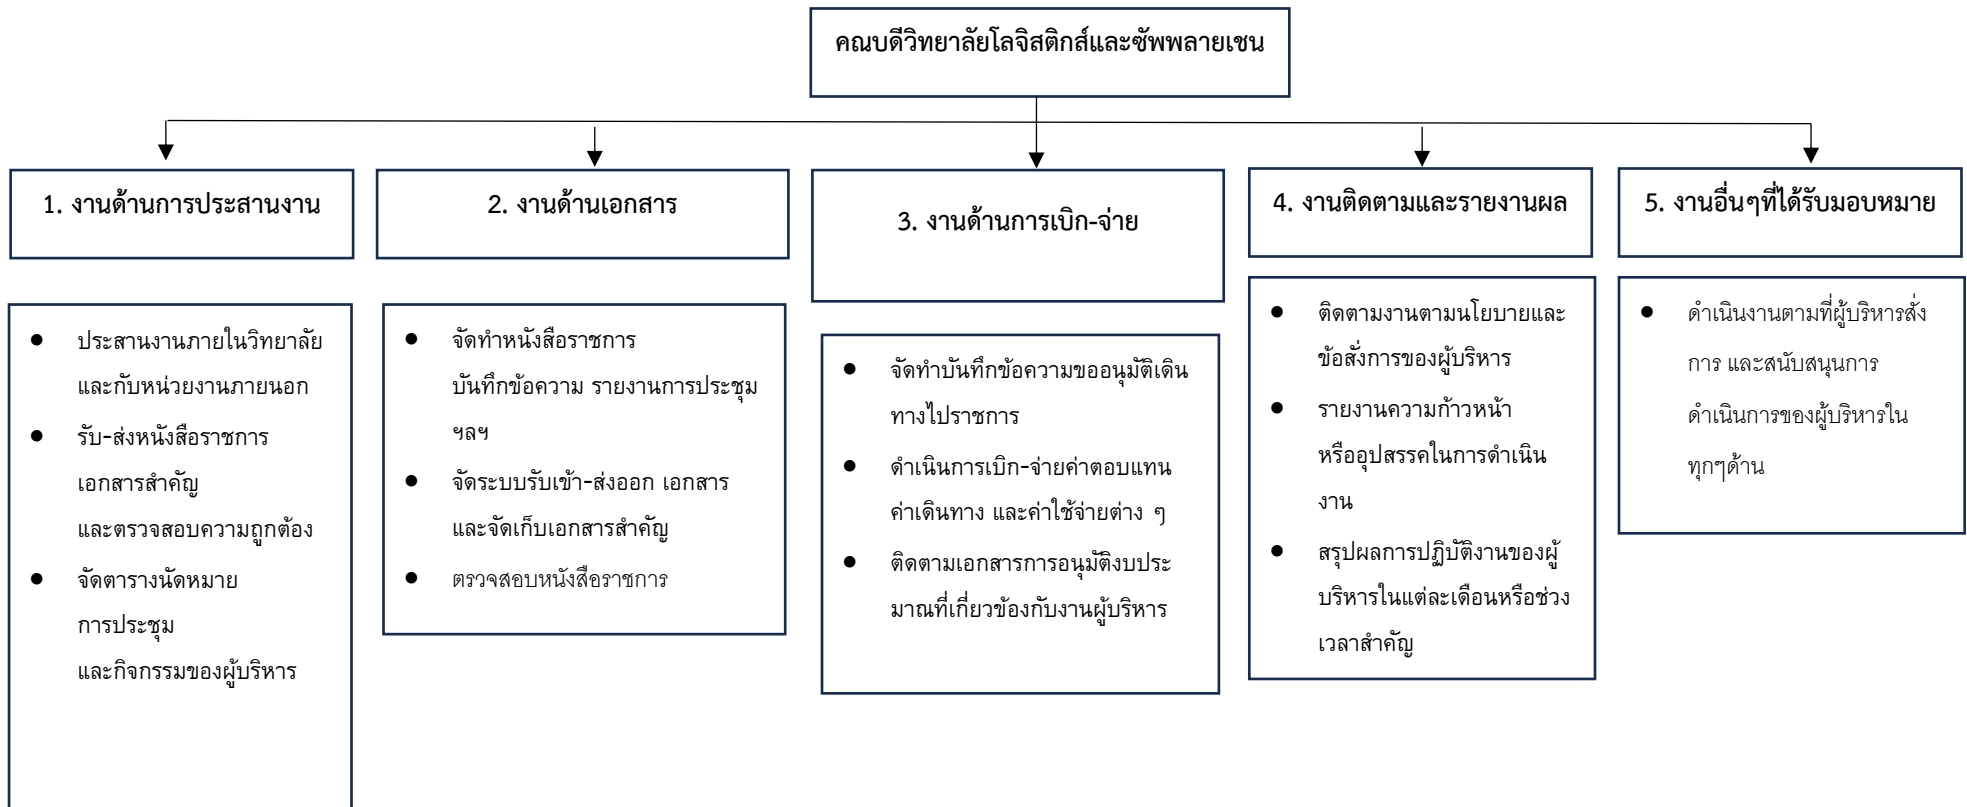 คณบดีวิทยาลัยโลจิสติกส์และซัพพลายเชน
1. งานด้านการประสานงาน
ประสานงานภายในวิทยาลัย
และกับหน่วยงานภายนอก
รับ-ส่งหนังสือราชการ
เอกสารสำคัญ
และตรวจสอบความถูกต้อง
จัดตารางนัดหมาย
การประชุม
และกิจกรรมของผู้บริหาร
2. งานด้านเอกสาร
จัดทำหนังสือราชการ
บันทึกข้อความ รายงานการประชุม
ฯลฯ
จัดระบบรับเข้า-ส่งออก เอกสาร
และจัดเก็บเอกสารสำคัญ
ตรวจสอบหนังสือราชการ
3. งานด้านการเบิก-จ่าย
จัดทำบันทึกข้อความขออนุมัติเดิน
ทางไปราชการ
ดำเนินการเบิก-จ่ายค่าตอบแทน
ค่าเดินทาง และค่าใช้จ่ายต่าง ๆ
ติดตามเอกสารการอนุมัติงบประ
มาณที่เกี่ยวข้องกับงานผู้บริหาร
4. งานติดตามและรายงานผล
ติดตามงานตามนโยบายและ
ข้อสั่งการของผู้บริหาร
รายงานความก้าวหน้า
หรืออุปสรรคในการดำเนิน
งาน
สรุปผลการปฏิบัติงานของผู้
บริหารในแต่ละเดือนหรือช่วง
เวลาสำคัญ
5. งานอื่นๆที่ได้รับมอบหมาย
ดำเนินงานตามที่ผู้บริหารสั่ง
การ และสนับสนุนการ
ดำเนินการของผู้บริหารใน
ทุกๆด้าน